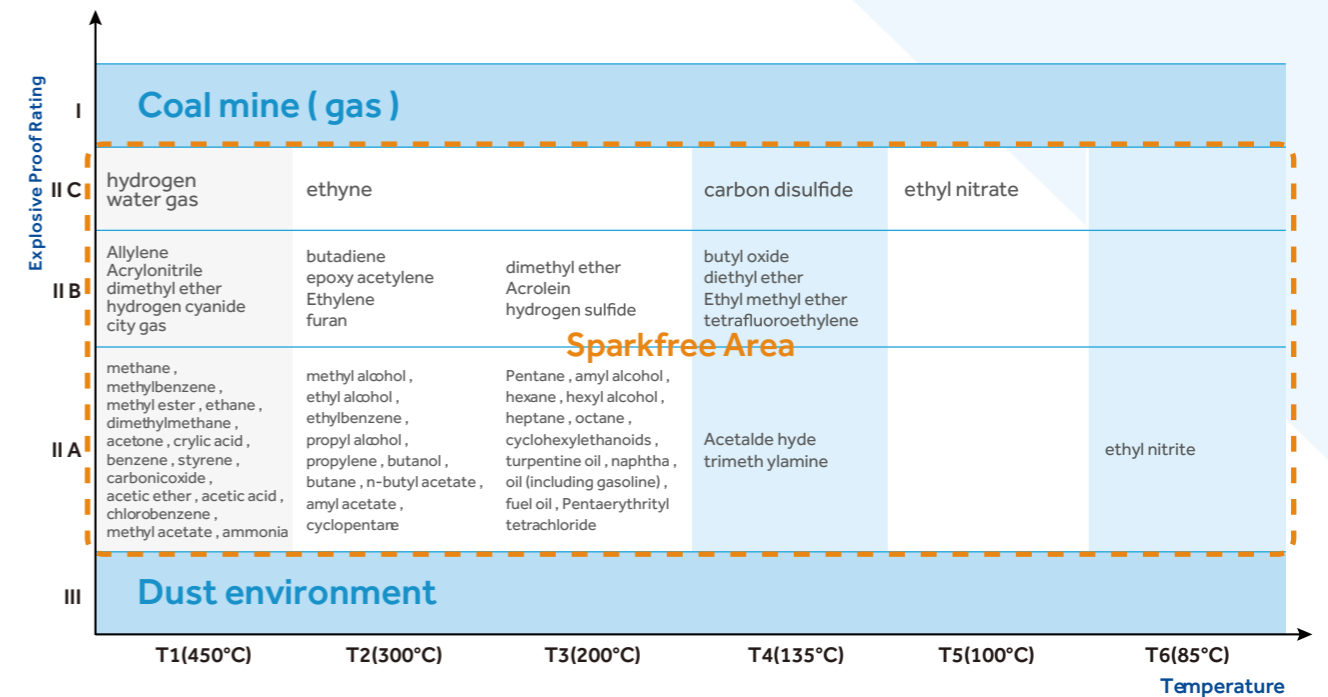 Explosive Proof Rating
I
Coal mine ( gas )
II C
hydrogen
water gas
ethyne
carbon disulfide
ethyl nitrate
II B
Allylene
Acrylonitrile
dimethyl ether
hydrogen cyanide
city gas
butadiene
epoxy acetylene
Ethylene
furan
dimethyl ether
Acrolein
hydrogen sulfide
butyl oxide
diethyl ether
Ethyl methyl ether
tetrafluoroethylene
Sparkfree Area
II A
methane ,
methylbenzene ,
methyl ester , ethane ,
dimethylmethane ,
acetone , crylic acid ,
benzene , styrene ,
carbonicoxide ,
acetic ether , acetic acid ,
chlorobenzene ,
methyl acetate , ammonia
methyl alcohol ,
ethyl alcohol ,
ethylbenzene ,
propyl alcohol ,
propylene , butanol ,
butane , n-butyl acetate ,
amyl acetate ,
cyclopentane
Pentane , amyl alcohol ,
hexane , hexyl alcohol ,
heptane , octane ,
cyclohexylethanoids ,
turpentine oil , naphtha ,
oil (including gasoline) ,
fuel oil , Pentaerythrityl
tetrachloride
Acetalde hyde
trimeth ylamine
ethyl nitrite
III
Dust environment
T1(450°C)
T2(300°C)
T3(200°C)
T4(135°C)
T5(100°C)
T6(85°C)
Temperature